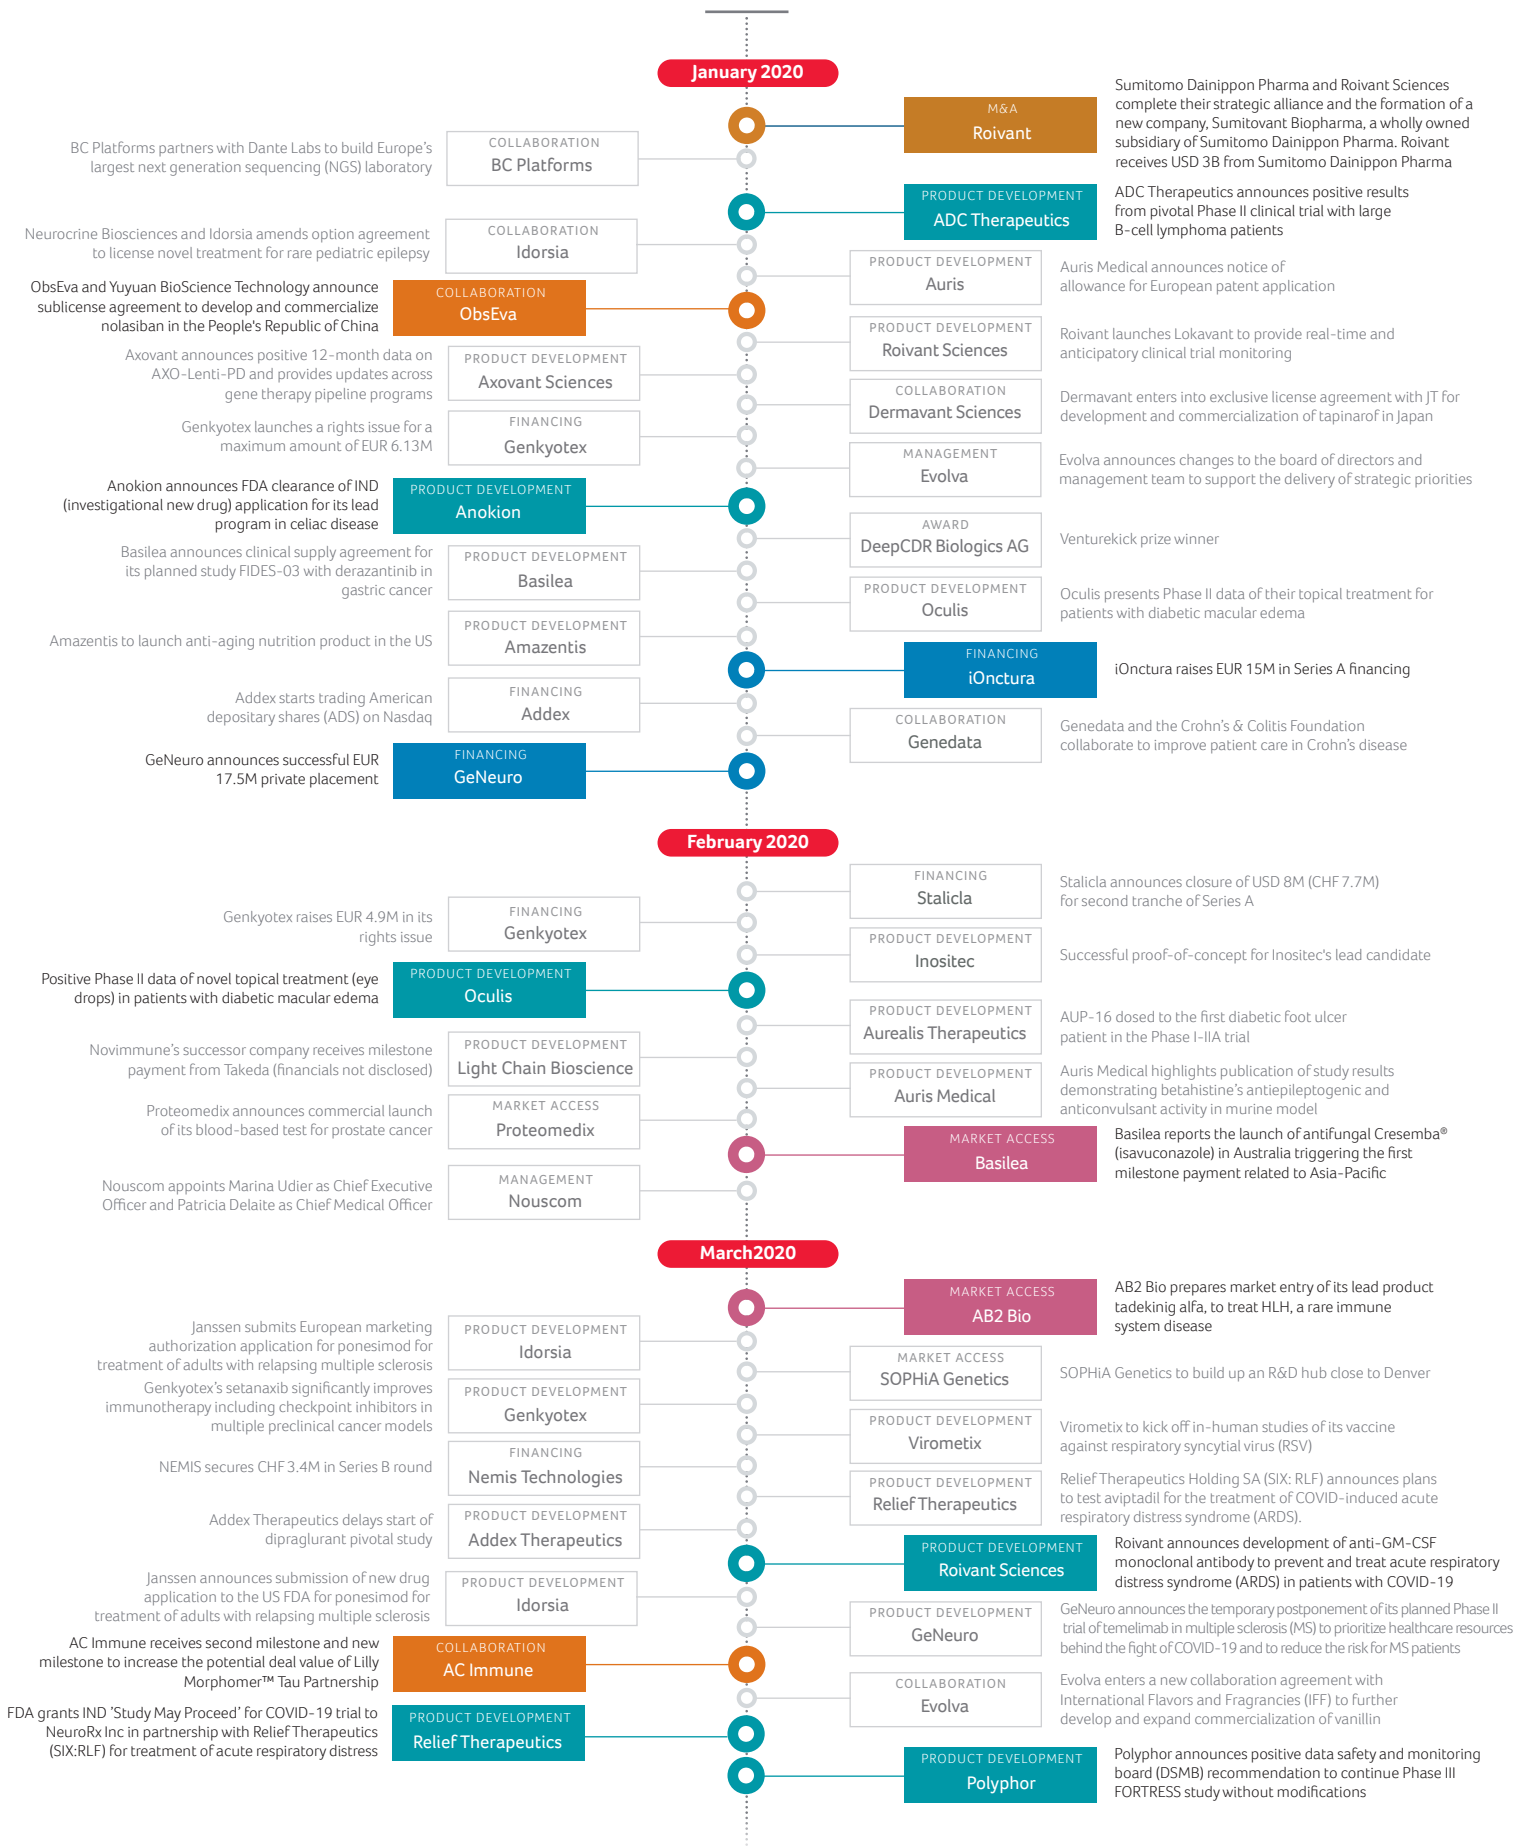 January 2020
M&A
Roivant
Sumitomo Dainippon Pharma and Roivant Sciences
complete their strategic alliance and the formation of a
new company, Sumitovant Biopharma, a wholly owned
subsidiary of Sumitomo Dainippon Pharma. Roivant
receives USD 3B from Sumitomo Dainippon Pharma
BC Platforms partners with Dante Labs to build Europe's
largest next generation sequencing (NGS) laboratory
COLLABORATION
BC Platforms
PRODUCT DEVELOPMENT
ADC Therapeutics
ADC Therapeutics announces positive results
from pivotal Phase II clinical trial with large
B-cell lymphoma patients
Neurocrine Biosciences and Idorsia amends option agreement
to license novel treatment for rare pediatric epilepsy
COLLABORATION
Idorsia
PRODUCT DEVELOPMENT
Auris
Auris Medical announces notice of
allowance for European patent application
ObsEva and Yuyuan BioScience Technology announce
sublicense agreement to develop and commercialize
nolasiban in the People's Republic of China
COLLABORATION
ObsEva
PRODUCT DEVELOPMENT
Roivant Sciences
Roivant launches Lokavant to provide real-time and
anticipatory clinical trial monitoring
Axovant announces positive 12-month data on
AXO-Lenti-PD and provides updates across
gene therapy pipeline programs
PRODUCT DEVELOPMENT
Axovant Sciences
COLLABORATION
Dermavant Sciences
Dermavant enters into exclusive license agreement with JT for
development and commercialization of tapinarof in Japan
Genkyotex launches a rights issue for a
maximum amount of EUR 6.13M
FINANCING
Genkyotex
MANAGEMENT
Evolva
Evolva announces changes to the board of directors and
management team to support the delivery of strategic priorities
Anokion announces FDA clearance of IND
(investigational new drug) application for its lead
program in celiac disease
PRODUCT DEVELOPMENT
Anokion
AWARD
DeepCDR Biologics AG
Venturekick prize winner
Basilea announces clinical supply agreement for
its planned study FIDES-03 with derazantinib in
gastric cancer
PRODUCT DEVELOPMENT
Basilea
PRODUCT DEVELOPMENT
Oculis
Oculis presents Phase II data of their topical treatment for
patients with diabetic macular edema
Amazentis to launch anti-aging nutrition product in the US
PRODUCT DEVELOPMENT
Amazentis
FINANCING
iOnctura
iOnctura raises EUR 15M in Series A financing
Addex starts trading American
depositary shares (ADS) on Nasdaq
FINANCING
Addex
COLLABORATION
Genedata
Genedata and the Crohn's & Colitis Foundation
collaborate to improve patient care in Crohn's disease
GeNeuro announces successful EUR
17.5M private placement
FINANCING
GeNeuro
February 2020
FINANCING
Stalicla
Stalicla announces closure of USD 8M (CHF 7.7M)
for second tranche of Series A
Genkyotex raises EUR 4.9M in its
rights issue
FINANCING
Genkyotex
PRODUCT DEVELOPMENT
Inositec
Successful proof-of-concept for Inositec's lead candidate
Positive Phase II data of novel topical treatment (eye
drops) in patients with diabetic macular edema
PRODUCT DEVELOPMENT
Oculis
PRODUCT DEVELOPMENT
Aurealis Therapeutics
AUP-16 dosed to the first diabetic foot ulcer
patient in the Phase I-IIA trial
Novimmune's successor company receives milestone
payment from Takeda (financials not disclosed)
PRODUCT DEVELOPMENT
Light Chain Bioscience
PRODUCT DEVELOPMENT
Auris Medical
Auris Medical highlights publication of study results
demonstrating betahistine's antiepileptogenic and
anticonvulsant activity in murine model
Proteomedix announces commercial launch
of its blood-based test for prostate cancer
MARKET ACCESS
Proteomedix
MARKET ACCESS
Basilea
Basilea reports the launch of antifungal Cresemba®
(isavuconazole) in Australia triggering the first
milestone payment related to Asia-Pacific
Nouscom appoints Marina Udier as Chief Executive
Officer and Patricia Delaite as Chief Medical Officer
MANAGEMENT
Nouscom
March2020
MARKET ACCESS
AB2 Bio
AB2 Bio prepares market entry of its lead product
tadekinig alfa, to treat HLH, a rare immune
system disease
Janssen submits European marketing
authorization application for ponesimod for
treatment of adults with relapsing multiple sclerosis
PRODUCT DEVELOPMENT
Idorsia
MARKET ACCESS
SOPHiA Genetics
SOPHiA Genetics to build up an R&D hub close to Denver
Genkyotex's setanaxib significantly improves
immunotherapy including checkpoint inhibitors in
multiple preclinical cancer models
PRODUCT DEVELOPMENT
Genkyotex
PRODUCT DEVELOPMENT
Virometix
Virometix to kick off in-human studies of its vaccine
against respiratory syncytial virus (RSV)
NEMIS secures CHF 3.4M in Series B round
FINANCING
Nemis Technologies
PRODUCT DEVELOPMENT
Relief Therapeutics
Relief Therapeutics Holding SA (SIX: RLF) announces plans
to test aviptadil for the treatment of COVID-induced acute
respiratory distress syndrome (ARDS).
Addex Therapeutics delays start of
dipraglurant pivotal study
PRODUCT DEVELOPMENT
Addex Therapeutics
PRODUCT DEVELOPMENT
Roivant Sciences
Roivant announces development of anti-GM-CSF
monoclonal antibody to prevent and treat acute respiratory
distress syndrome (ARDS) in patients with COVID-19
Janssen announces submission of new drug
application to the US FDA for ponesimod for
treatment of adults with relapsing multiple sclerosis
PRODUCT DEVELOPMENT
Idorsia
PRODUCT DEVELOPMENT
GeNeuro
GeNeuro announces the temporary postponement of its planned Phase II
trial of temelimab in multiple sclerosis (MS) to prioritize healthcare resources
behind the fight of COVID-19 and to reduce the risk for MS patients
AC Immune receives second milestone and new
milestone to increase the potential deal value of Lilly
Morphomer™ Tau Partnership
COLLABORATION
AC Immune
COLLABORATION
Evolva
Evolva enters a new collaboration agreement with
International Flavors and Fragrancies (IFF) to further
develop and expand commercialization of vanillin
FDA grants IND 'Study May Proceed' for COVID-19 trial to
NeuroRx Inc in partnership with Relief Therapeutics
(SIX:RLF) for treatment of acute respiratory distress
PRODUCT DEVELOPMENT
Relief Therapeutics
PRODUCT DEVELOPMENT
Polyphor
Polyphor announces positive data safety and monitoring
board (DSMB) recommendation to continue Phase III
FORTRESS study without modifications